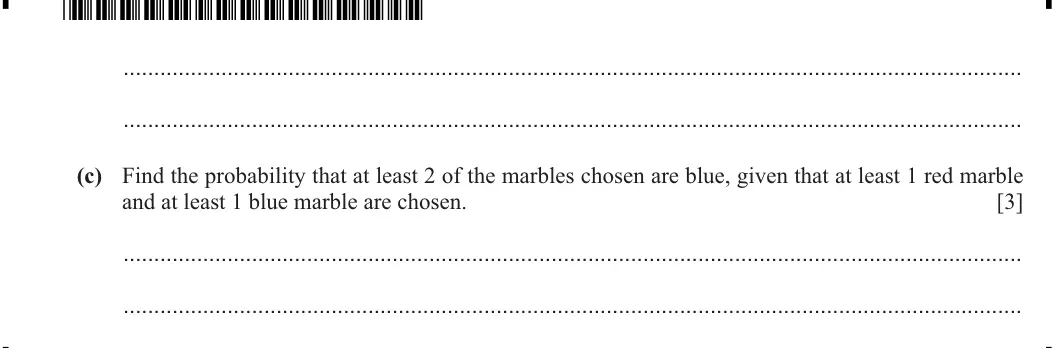 (c) Find the probability that at least 2 of the marbles chosen are blue, given that at least 1 red marble
and at least 1 blue marble are chosen. [3]